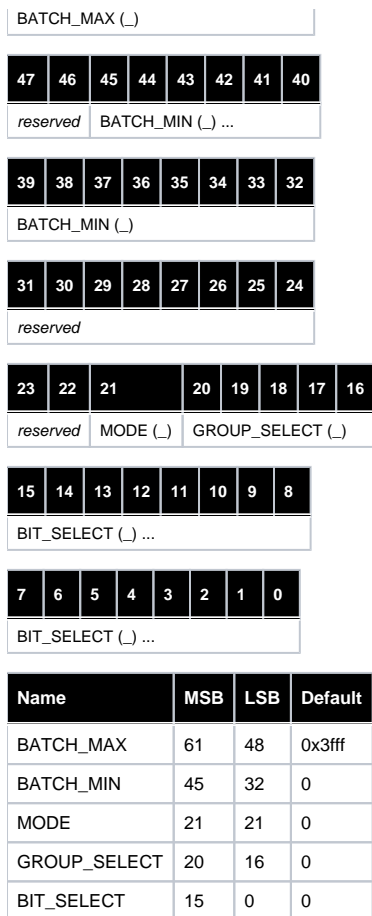 BATCH_MAX (_)
47 46 45 44 43 42 41 40
reserved BATCH_MIN (_) ...
39 38 37 36 35 34 33 32
BATCH_MIN (_)
31 30 29 28 27 26 25 24
reserved
23 22 21 20 19 18 17 16
reserved MODE (_) GROUP_SELECT (_)
15 14 13 12 11 10 9 8
BIT_SELECT (_) ...
7 6 5 4 3 2 1 0
BIT_SELECT (_) ...
Name MSB LSB Default
BATCH_MAX 61 48 0x3fff
BATCH_MIN 45 32 0
MODE 21 21 0
GROUP_SELECT 20 16 0
BIT_SELECT 15 0 0